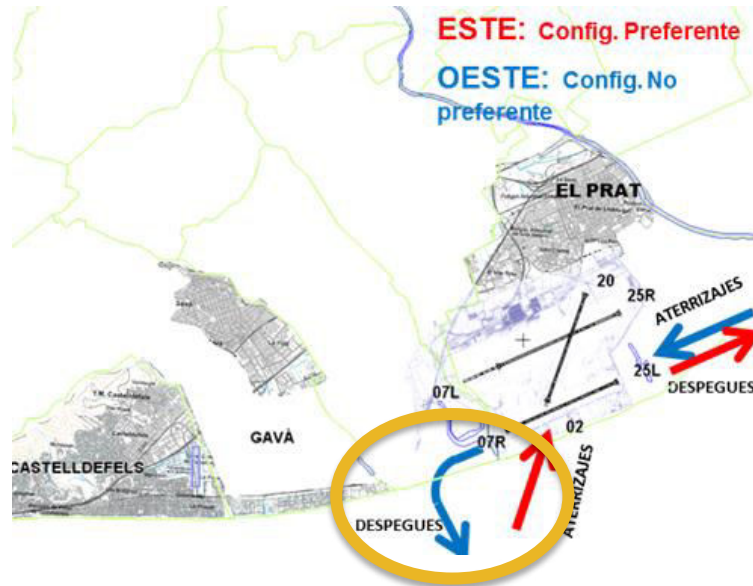 ESTE: Config. Preferente
OESTE: Config. No
preferente
EL PRAT
20
25R
ATERRIZAJES
25L
DESPEGUES
07L
07R
02
GAVÀ
T.M. Castelldefels
CASTELLDEFELS
DESPEGUES
ATERRIZAJES